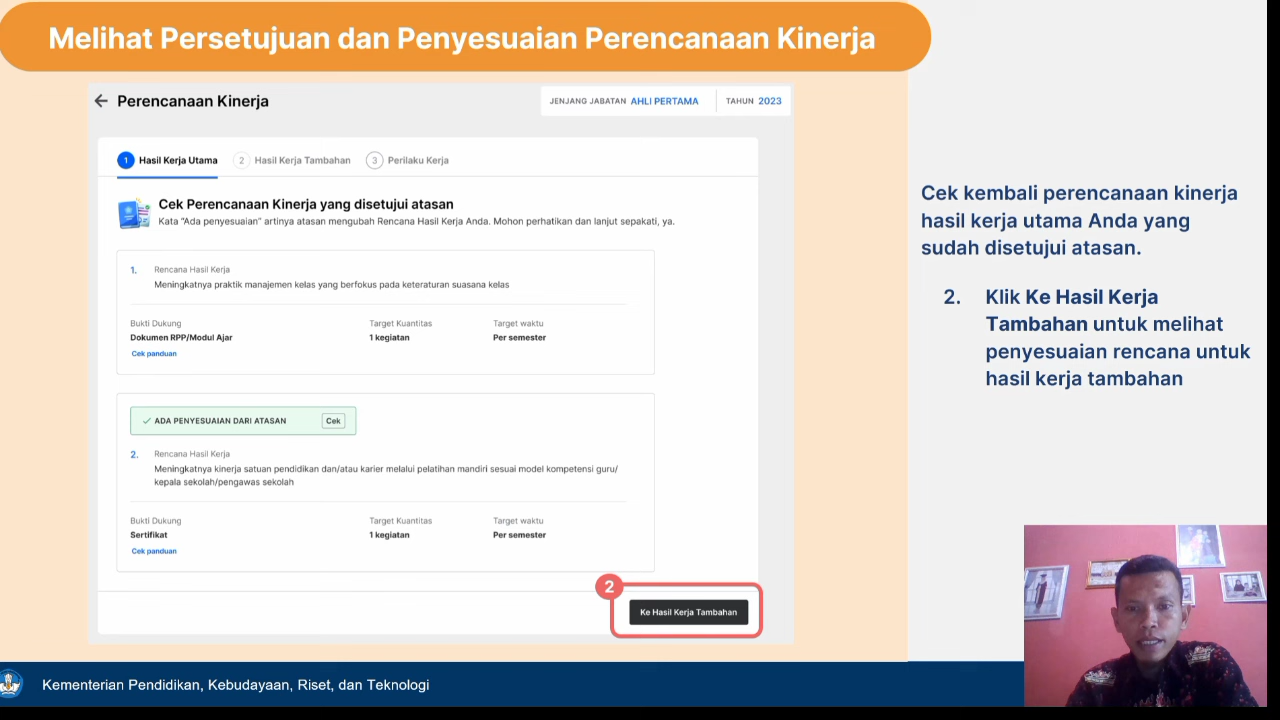 Melihat Persetujuan dan Penyesuaian Perencanaan Kinerja
Perencanaan Kinerja
JENJANG JABATAN AHLI PERTAMA
TAHUN 2023
1 Hasil Kerja Utama
2 Hasil Kerja Tambahan
3 Perilaku Kerja
Cek Perencanaan Kinerja yang disetujui atasan
Kata “Ada penyesuaian” artinya atasan mengubah Rencana Hasil Kerja Anda. Mohon perhatikan dan lanjut sepakati, ya.
1. Rencana Hasil Kerja
Meningkatnya praktik manajemen kelas yang berfokus pada keteraturan suasana kelas
Bukti Dukung
Dokumen RPP/Modul Ajar
Cek panduan
Target Kuantitas
1 kegiatan
Target waktu
Per semester
ADA PENYESUAIAN DARI ATASAN Cek
2. Rencana Hasil Kerja
Meningkatnya kinerja satuan pendidikan dan/atau karier melalui pelatihan mandiri sesuai model kompetensi guru/
kepala sekolah/pengawas sekolah
Bukti Dukung
Sertifikat
Cek panduan
Target Kuantitas
1 kegiatan
Target waktu
Per semester
2
Ke Hasil Kerja Tambahan
Cek kembali perencanaan kinerja
hasil kerja utama Anda yang
sudah disetujui atasan.
2. Klik Ke Hasil Kerja
Tambahan untuk melihat
penyesuaian rencana untuk
hasil kerja tambahan
Kementerian Pendidikan, Kebudayaan, Riset, dan Teknologi